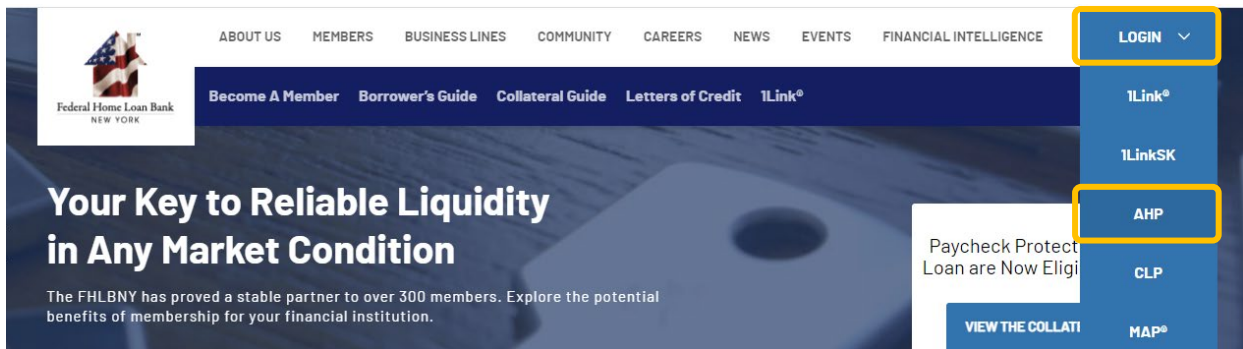 ABOUT US MEMBERS BUSINESS LINES COMMUNITY CAREERS NEWS EVENTS FINANCIAL INTELLIGENCE LOGIN
Federal Home Loan Bank
NEW YORK
Become A Member Borrower's Guide Collateral Guide Letters of Credit 1Link®
1Link®
1LinkSK
AHP
CLP
MAP®
Your Key to Reliable Liquidity
in Any Market Condition
The FHLBNY has proved a stable partner to over 300 members. Explore the potential
benefits of membership for your financial institution.
Paycheck Protect
Loan are Now Eligi
VIEW THE COLLATI